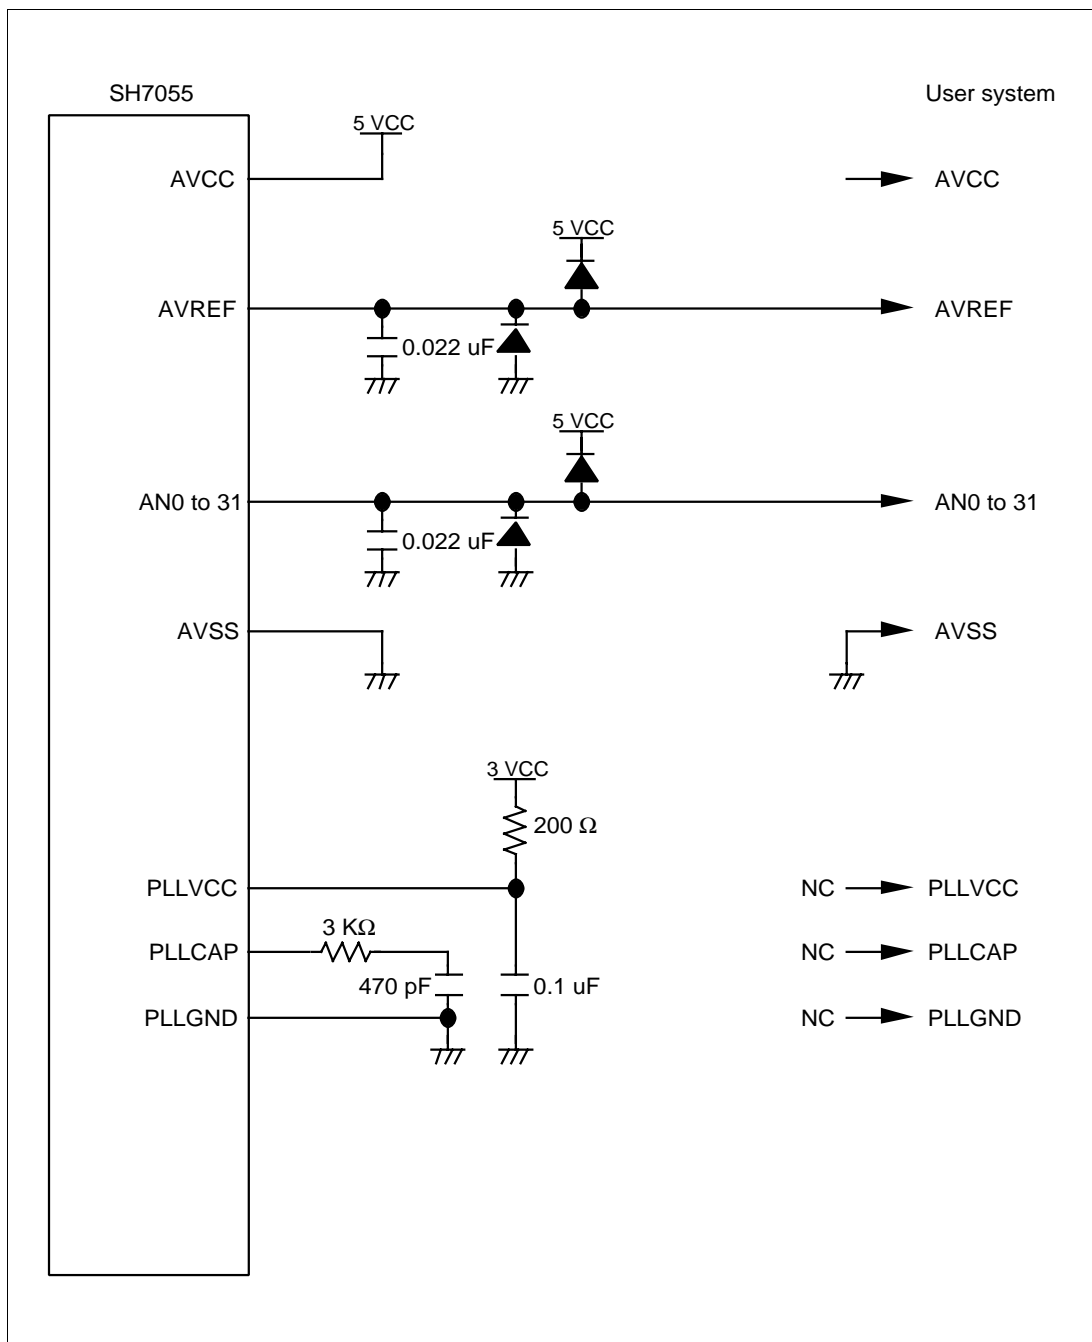 SH7055
User system
5 VCC
AVCC
AVCC
5 VCC
AVREF
AVREF
0.022 uF
5 VCC
AN0 to 31
AN0 to 31
0.022 uF
AVSS
AVSS
3 VCC
200 Ω
PLLVCC
NC
PLLVCC
3 KΩ
PLLCAP
NC
PLLCAP
470 pF
0.1 uF
PLLGND
NC
PLLGND